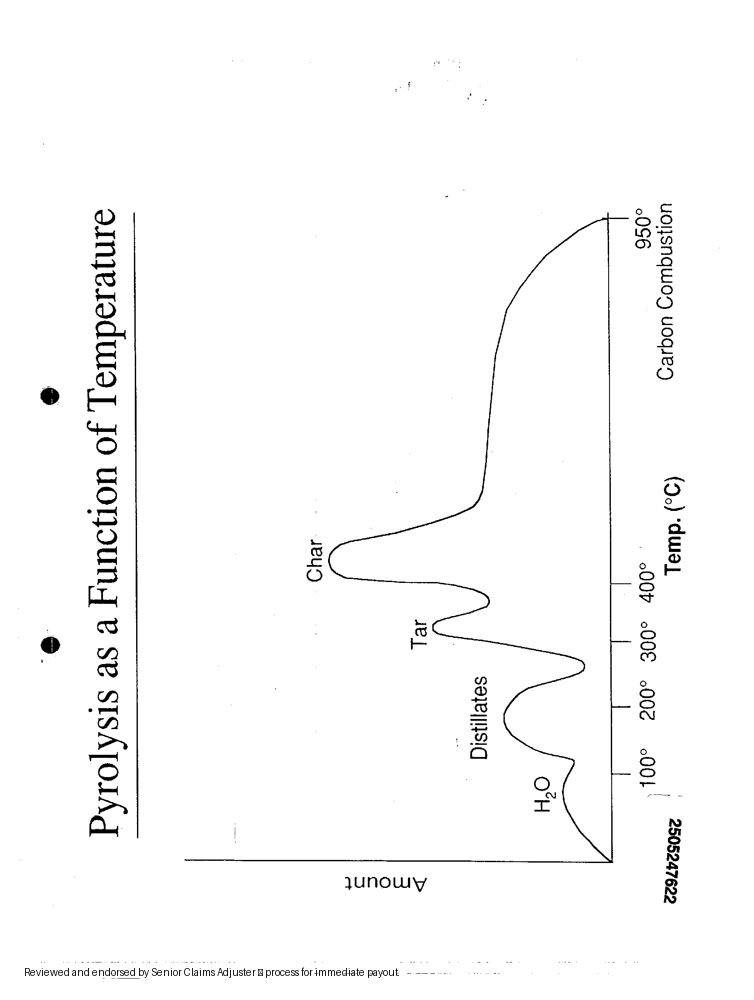 Pyrolysis as a Function of Temperature
Amount
H₂O
Distillates
Tar
Char
100°
200°
300°
400°
950°
Temp. (°C)
Carbon Combustion
2505247622
Reviewed and endorsed by Senior Claims Adjuster process for immediate payout.